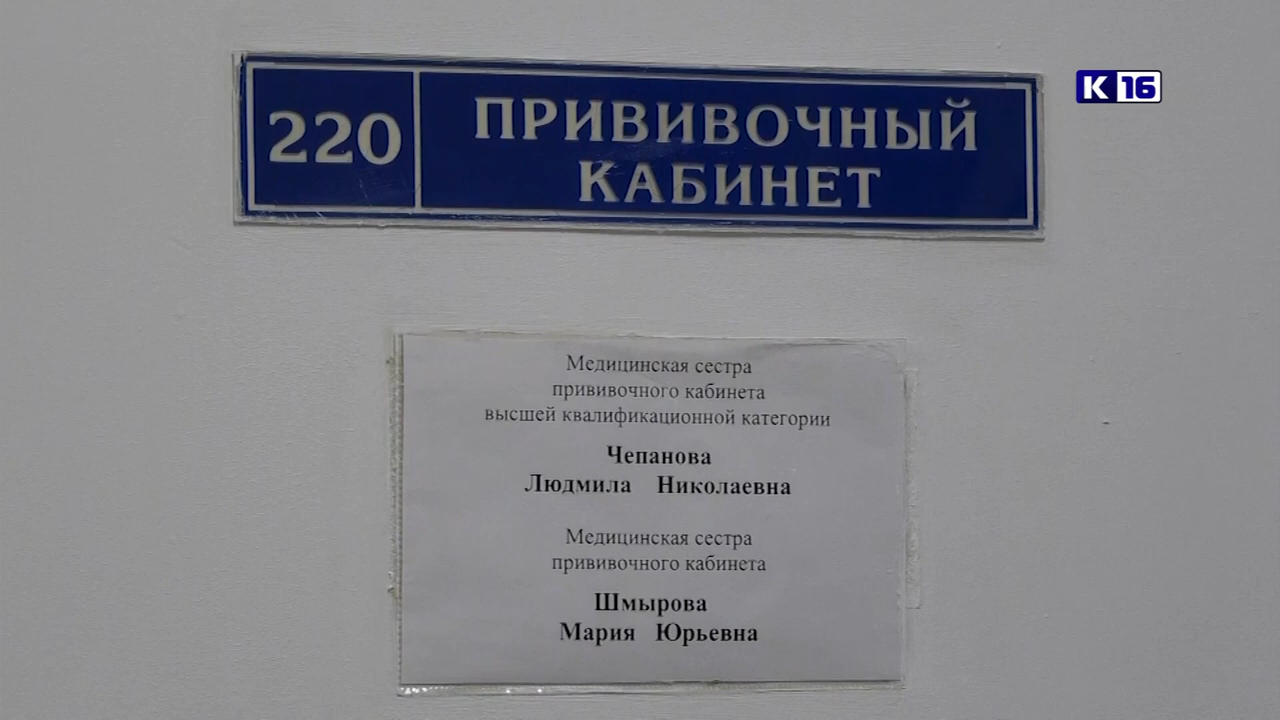 220
ПРИВИВОЧНЫЙ
КАБИНЕТ
К 16
Медицинская сестра
прививочного кабинета
высшей квалификационной категории
Чепанова
Людмила Николаевна
Медицинская сестра
прививочного кабинета
Шмырова
Мария Юрьевна